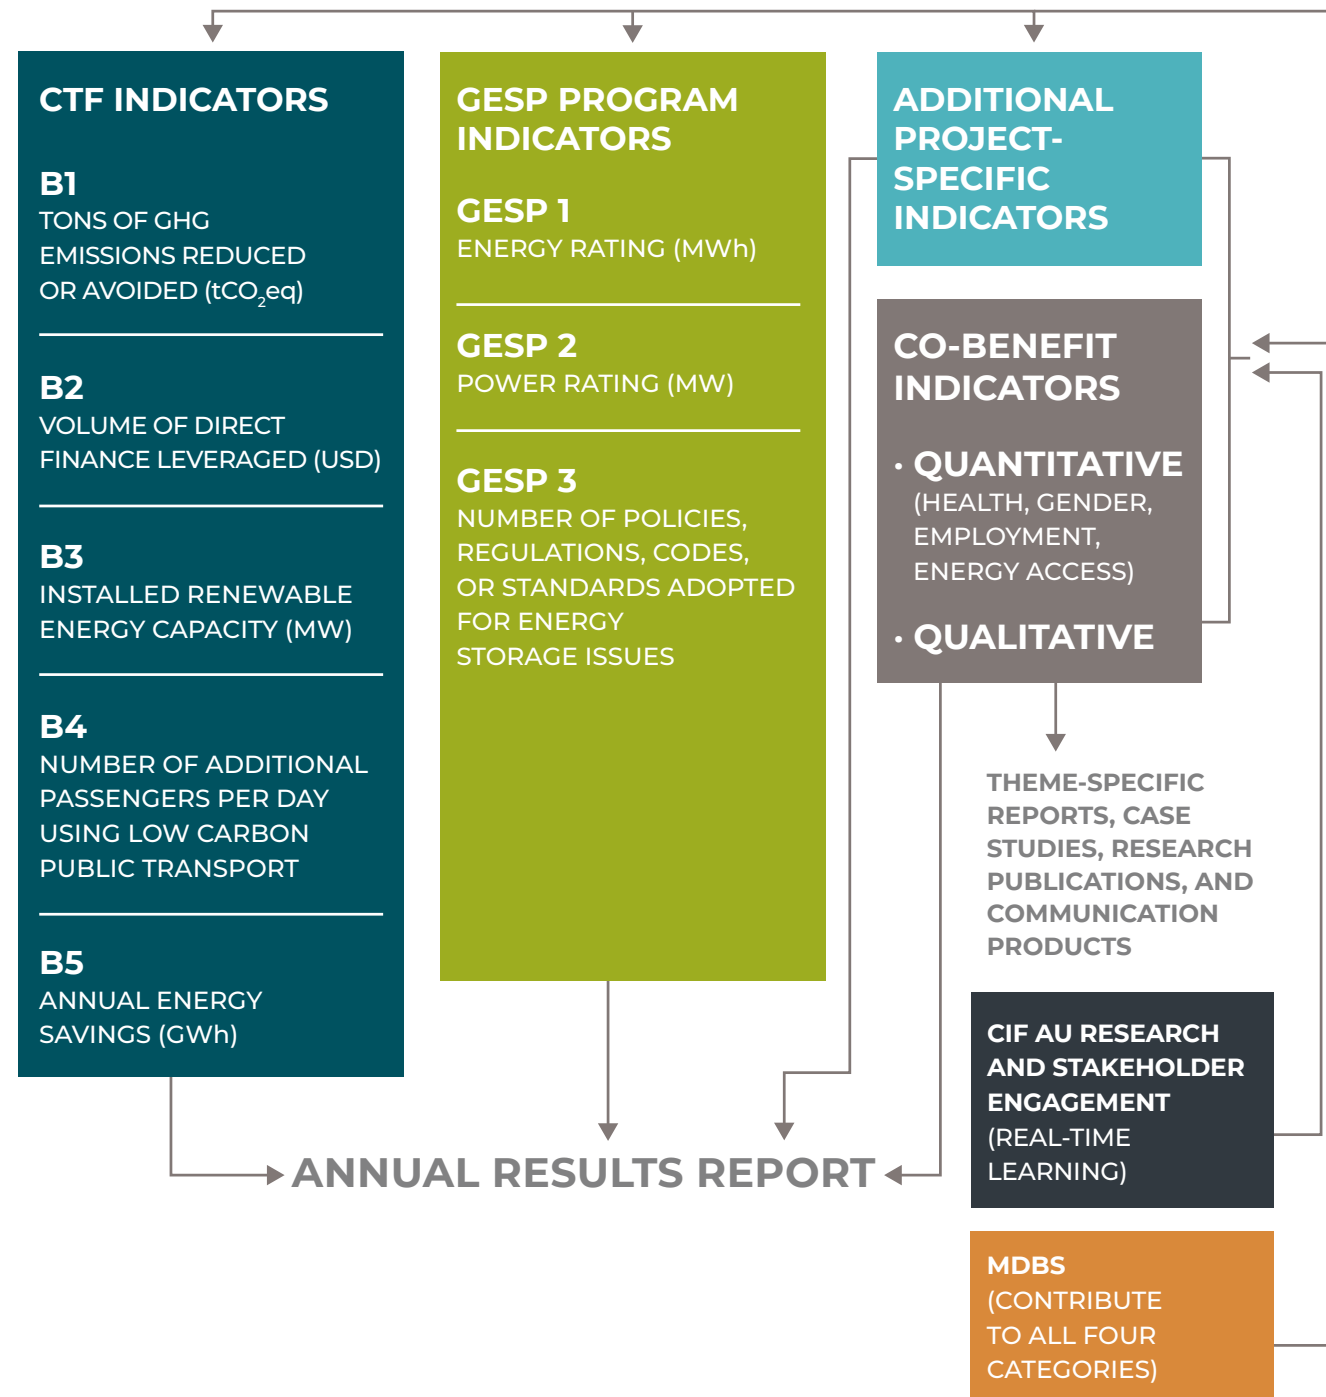 CTF INDICATORS
B1
TONS OF GHG
EMISSIONS REDUCED
OR AVOIDED (tCO₂eq)
B2
VOLUME OF DIRECT
FINANCE LEVERAGED (USD)
B3
INSTALLED RENEWABLE
ENERGY CAPACITY (MW)
B4
NUMBER OF ADDITIONAL
PASSENGERS PER DAY
USING LOW CARBON
PUBLIC TRANSPORT
B5
ANNUAL ENERGY
SAVINGS (GWh)
GESP PROGRAM
INDICATORS
GESP 1
ENERGY RATING (MWh)
GESP 2
POWER RATING (MW)
GESP 3
NUMBER OF POLICIES,
REGULATIONS, CODES,
OR STANDARDS ADOPTED
FOR ENERGY
STORAGE ISSUES
ADDITIONAL
PROJECT-
SPECIFIC
INDICATORS
CO-BENEFIT
INDICATORS
· QUANTITATIVE
(HEALTH, GENDER,
EMPLOYMENT,
ENERGY ACCESS)
· QUALITATIVE
THEME-SPECIFIC
REPORTS, CASE
STUDIES, RESEARCH
PUBLICATIONS, AND
COMMUNICATION
PRODUCTS
CIF AU RESEARCH
AND STAKEHOLDER
ENGAGEMENT
(REAL-TIME
LEARNING)
ANNUAL RESULTS REPORT
MDBS
(CONTRIBUTE
TO ALL FOUR
CATEGORIES)